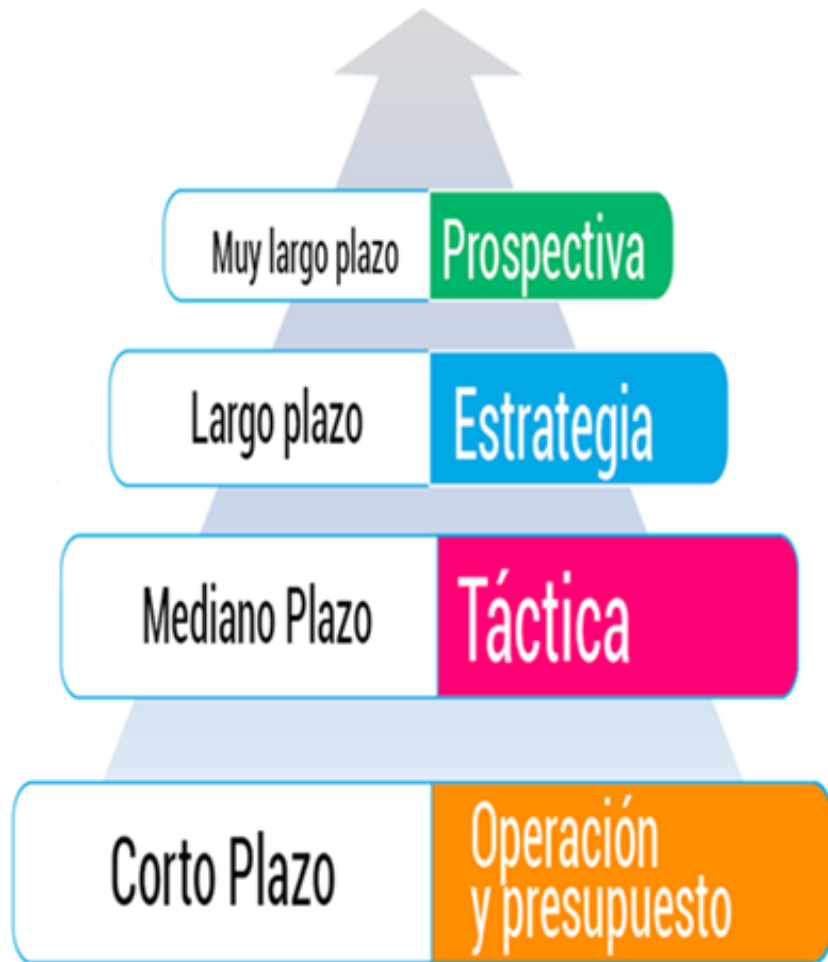 Muy largo plazo Prospectiva
Largo plazo Estrategia
Mediano Plazo Táctica
Corto Plazo Operación
y presupuesto